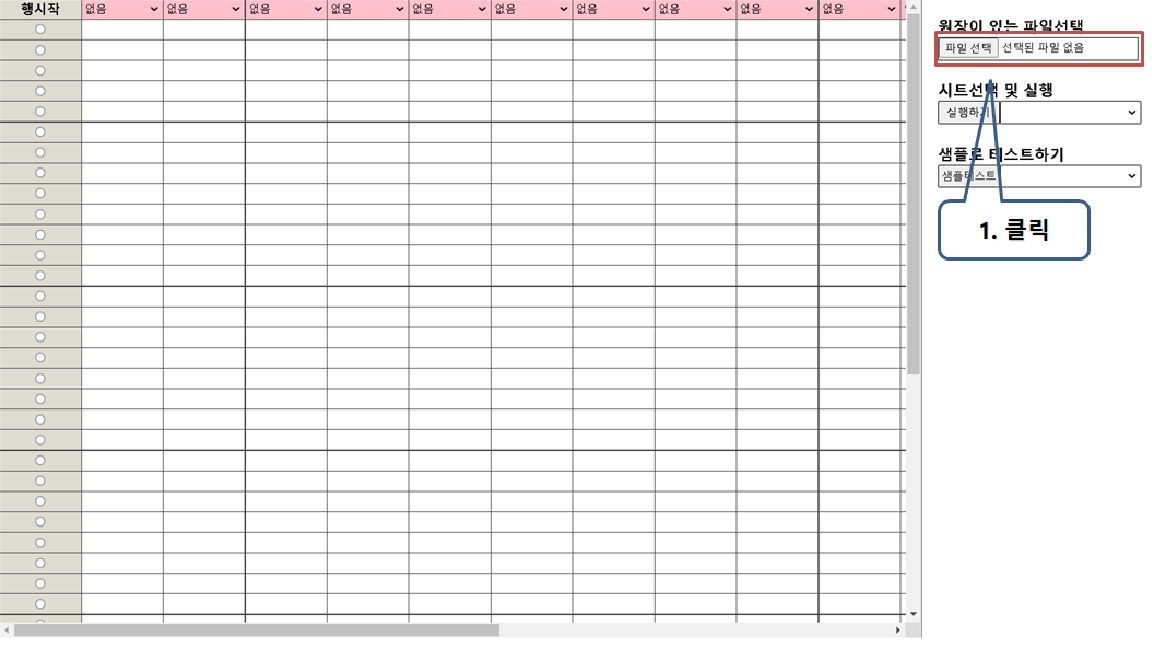 행시작 없음 없음 없음 없음 없음 없음 없음 없음 없음 없음
원장이 있는 파일선택
파일 선택 선택된 파일 없음
시트선택 및 실행
실행하기
샘플로 테스트하기
샘플테스트
1. 클릭